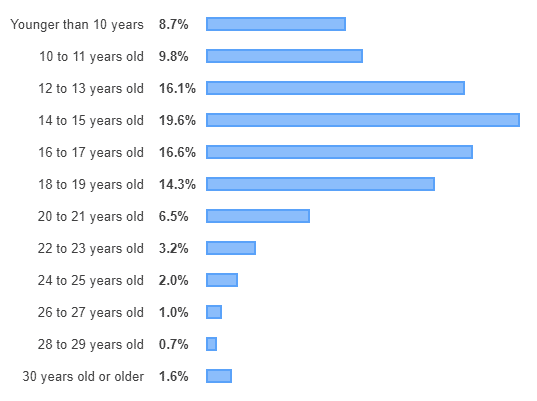 Younger than 10 years 8.7%
10 to 11 years old 9.8%
12 to 13 years old 16.1%
14 to 15 years old 19.6%
16 to 17 years old 16.6%
18 to 19 years old 14.3%
20 to 21 years old 6.5%
22 to 23 years old 3.2%
24 to 25 years old 2.0%
26 to 27 years old 1.0%
28 to 29 years old 0.7%
30 years old or older 1.6%